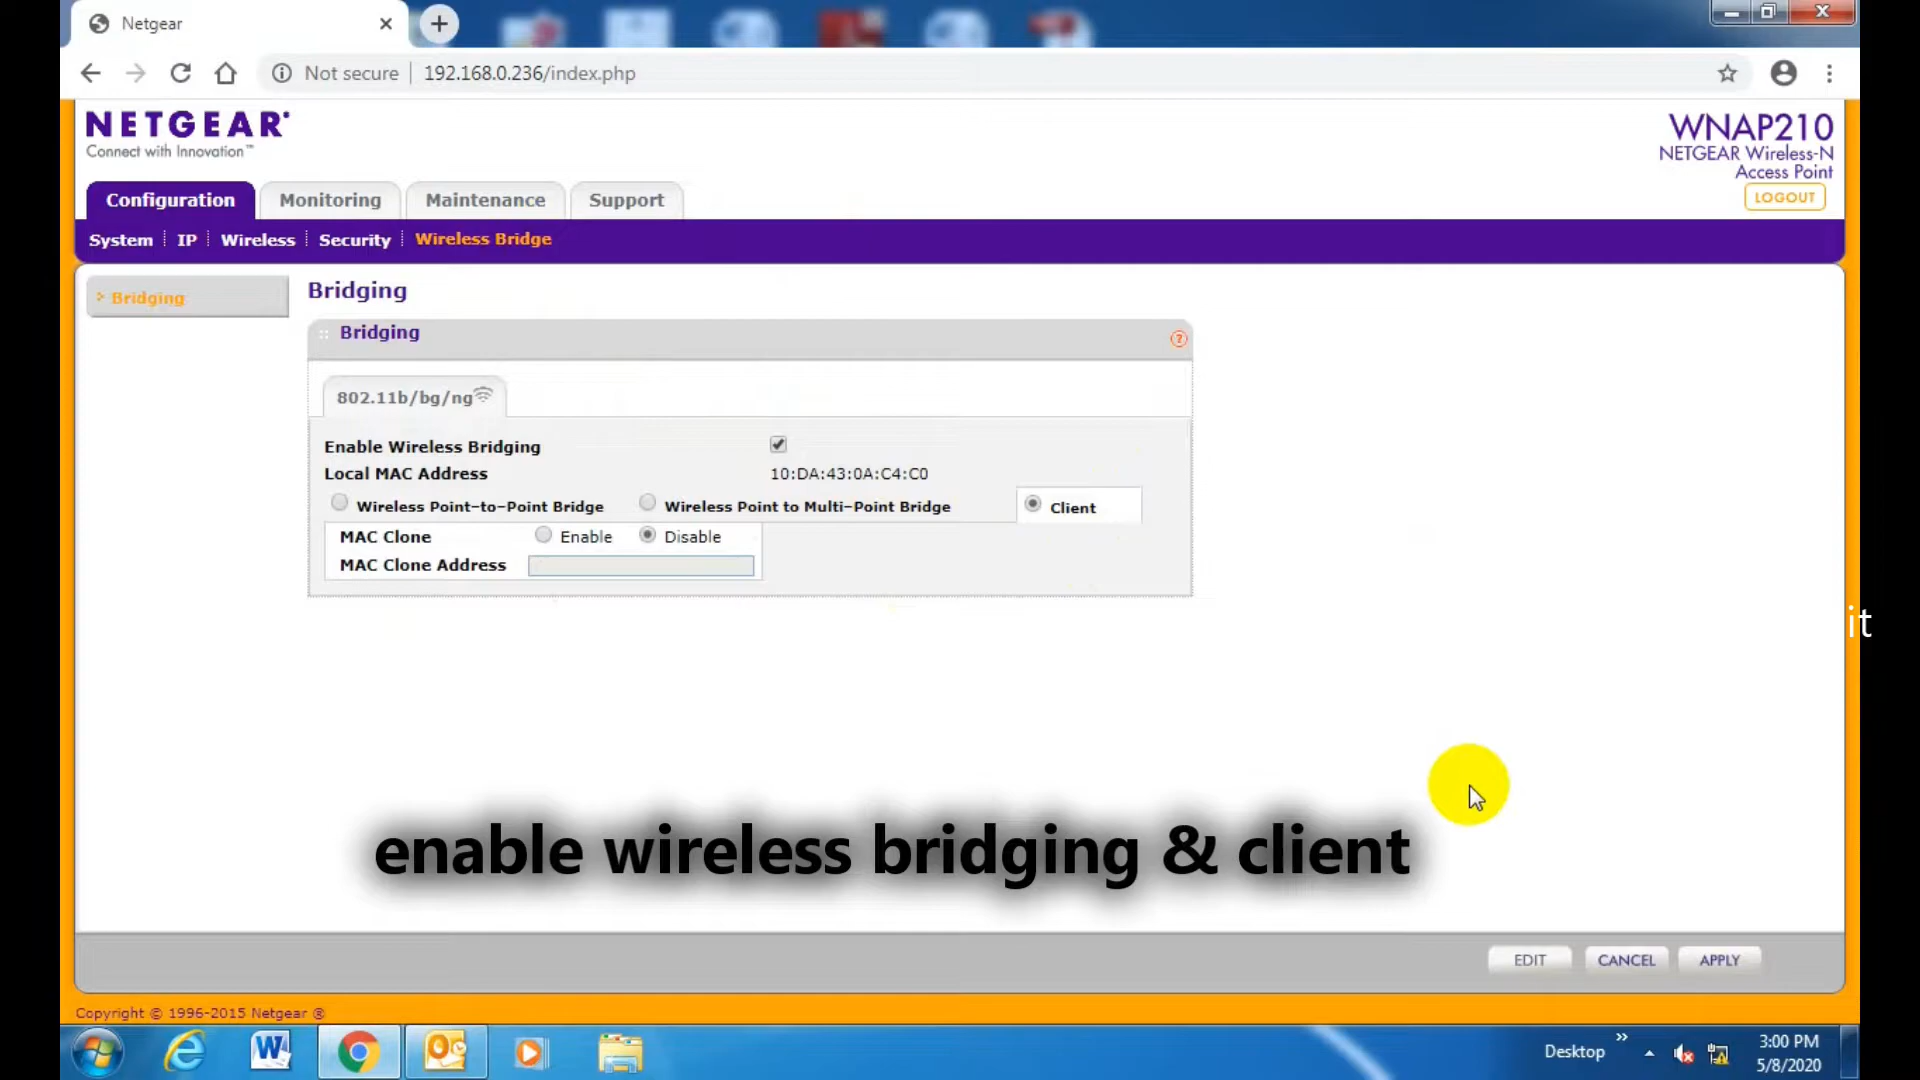 Netgear
Not secure
192.168.0.236/index.php
NETGEAR®
Connect with Innovation™
WNAP210
NETGEAR Wireless-N
Access Point
LOGOUT
Configuration
Monitoring
Maintenance
Support
System
IP
Wireless
Security
Wireless Bridge
Bridging
Bridging
Bridging
?
802.11b/bg/ng
Enable Wireless Bridging
Local MAC Address 10:DA:43:0A:C4:C0
Wireless Point-to-Point Bridge Wireless Point to Multi-Point Bridge Client
MAC Clone Enable Disable
MAC Clone Address
it
enable wireless bridging & client
EDIT
CANCEL
APPLY
Copyright © 1996-2015 Netgear ®
Desktop
3:00 PM
5/8/2020